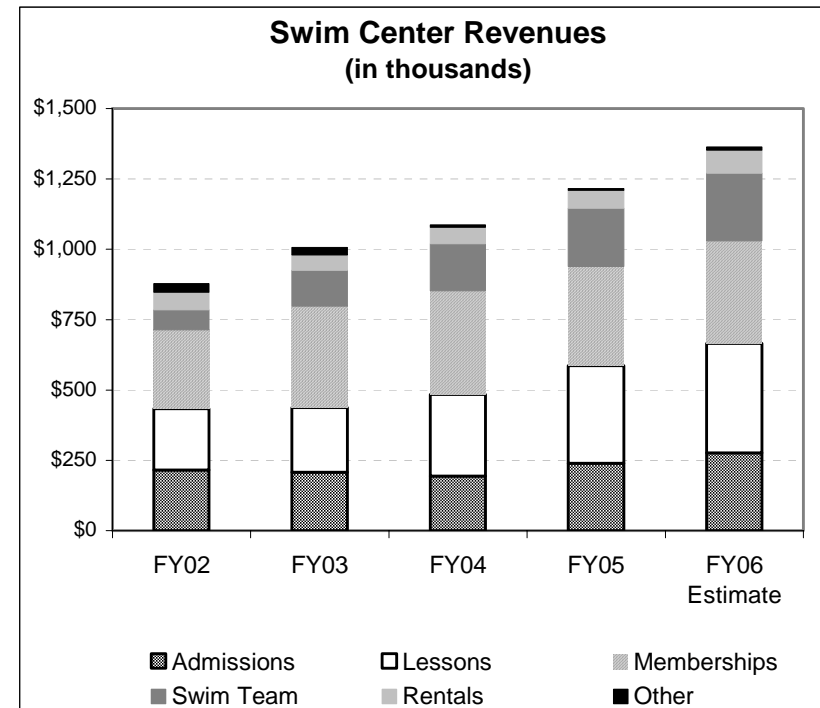 Swim Center Revenues
(in thousands)
$1,500
$1,250
$1,000
$750
$500
$250
$0
FY02 FY03 FY04 FY05 FY06
Estimate
Admissions Lessons Memberships
Swim Team Rentals Other